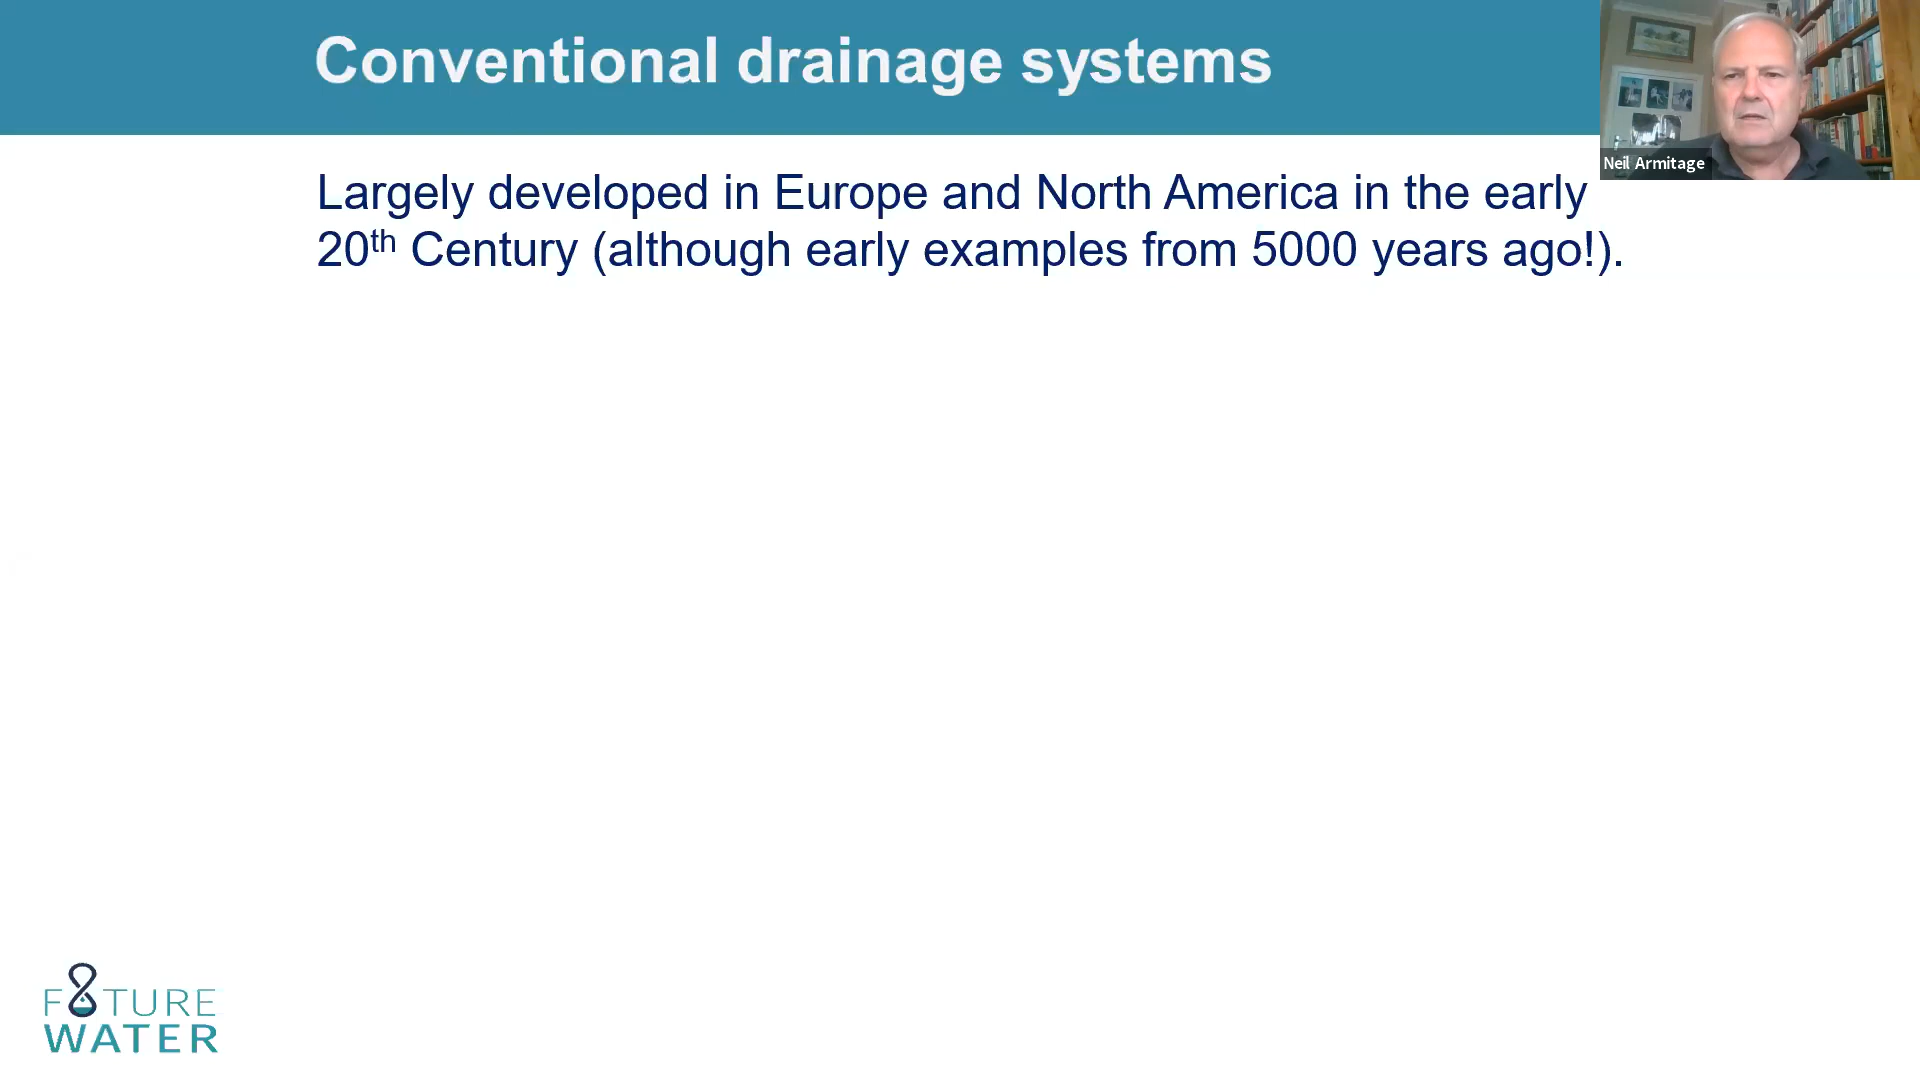 Conventional drainage systems
Neil Armitage
Largely developed in Europe and North America in the early
20th Century (although early examples from 5000 years ago!).
FUTURE
WATER